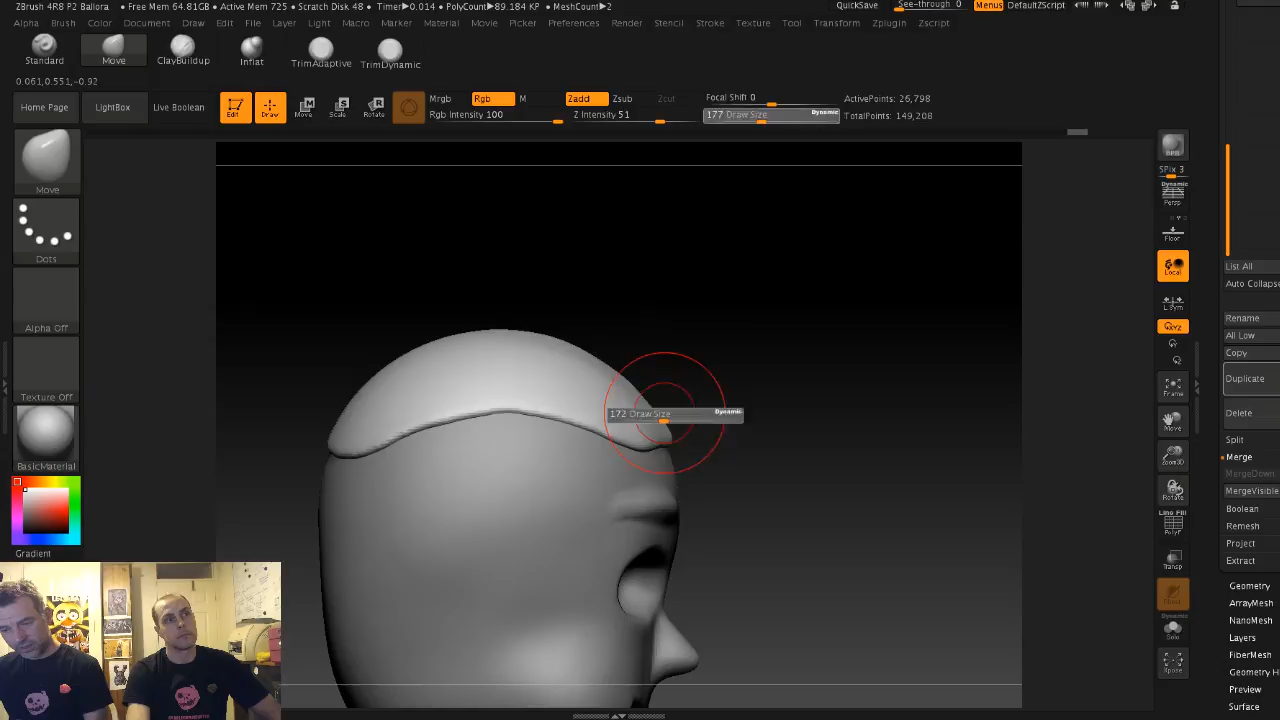 ZBrush 4R8 P2 Ballora • Free Mem 64.81GB • Active Mem 725 • Scratch Disk 48 • Timer▸0.014 • PolyCount▸89.184 KP • MeshCount▸2
QuickSave See-through 0 Menus DefaultZScript
Alpha Brush Color Document Draw Edit File Layer Light Macro Marker Material Movie Picker Preferences Render Stencil Stroke Texture Tool Transform Zplugin Zscript
Standard Move ClayBuildup Inflat TrimAdaptive TrimDynamic
0.061,0.551,-0.92
Home Page LightBox Live Boolean Edit Draw Move Scale Rotate
Mrgb Rgb M Zadd Zsub Zcut Focal Shift 0 ActivePoints: 26,798
Rgb Intensity 100 Z Intensity 51 177 Draw Size Dynamic TotalPoints: 149,208
Move
Dots
Alpha Off
Texture Off
BasicMaterial
Gradient
172 Draw Size Dynamic
BPR
SPix 3
Dynamic
Persp
Floor
Local
L.Sym
XYZ
Frame
Move
Zoom3D
Rotate
Line Fill
PolyF
Transp
Dynamic
Solo
Xpose
List All
Auto Collapse
Rename
All Low
Copy
Duplicate
Delete
Split
Merge
MergeDown
MergeVisible
Boolean
Remesh
Project
Extract
Geometry
ArrayMesh
NanoMesh
Layers
FiberMesh
Geometry H
Preview
Surface